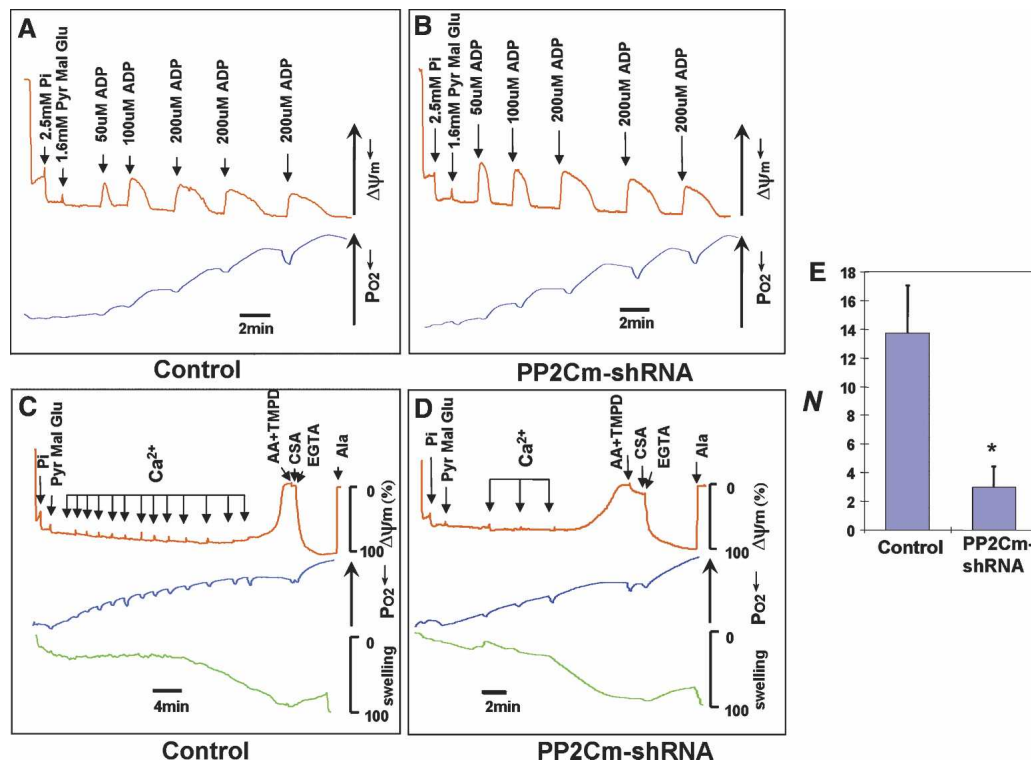 A
2.5mM Pi
1.6mM Pyr Mal Glu
50uM ADP
100uM ADP
200uM ADP
200uM ADP
200uM ADP
ΔΨm
Po2
2min
Control
B
2.5mM Pi
1.6mM Pyr Mal Glu
50uM ADP
100uM ADP
200uM ADP
200uM ADP
200uM ADP
ΔΨm
Po2
2min
PP2Cm-shRNA
C
Pi
Pyr Mal Glu
Ca2+
AA+TMPD
CSA
EGTA
Ala
0
100
ΔΨm (%)
Po2
0
100
swelling
4min
Control
D
Pi
Pyr Mal Glu
Ca2+
AA+TMPD
CSA
EGTA
Ala
0
100
ΔΨm (%)
Po2
0
100
swelling
2min
PP2Cm-shRNA
E
18
16
14
12
10
8
6
4
2
0
N
*
Control
PP2Cm-
shRNA